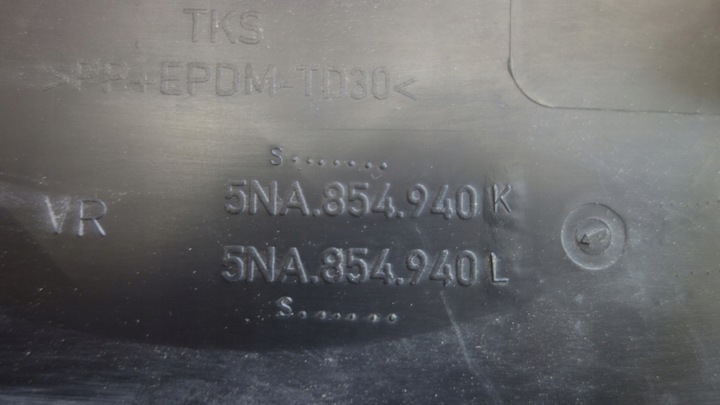 TKS
>PP+EPDM-TD30<
S.......
5NA.854.940 K
VR
5NA.854.940 L
S.......